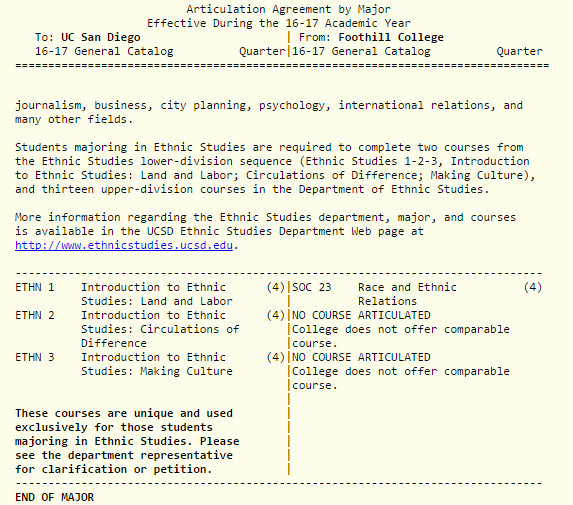 Articulation Agreement by Major
Effective During the 16-17 Academic Year
To: UC San Diego | From: Foothill College
16-17 General Catalog Quarter|16-17 General Catalog Quarter
================================================================================
journalism, business, city planning, psychology, international relations, and
many other fields.
Students majoring in Ethnic Studies are required to complete two courses from
the Ethnic Studies lower-division sequence (Ethnic Studies 1-2-3, Introduction
to Ethnic Studies: Land and Labor; Circulations of Difference; Making Culture),
and thirteen upper-division courses in the Department of Ethnic Studies.
More information regarding the Ethnic Studies department, major, and courses
is available in the UCSD Ethnic Studies Department Web page at
http://www.ethnicstudies.ucsd.edu.
--------------------------------------------------------------------------------
ETHN 1 Introduction to Ethnic (4)|SOC 23 Race and Ethnic (4)
Studies: Land and Labor | Relations
ETHN 2 Introduction to Ethnic (4)|NO COURSE ARTICULATED
Studies: Circulations of |College does not offer comparable
Difference |course.
ETHN 3 Introduction to Ethnic (4)|NO COURSE ARTICULATED
Studies: Making Culture |College does not offer comparable
|course.
|
These courses are unique and used |
exclusively for those students |
majoring in Ethnic Studies. Please |
see the department representative |
for clarification or petition. |
--------------------------------------------------------------------------------
END OF MAJOR